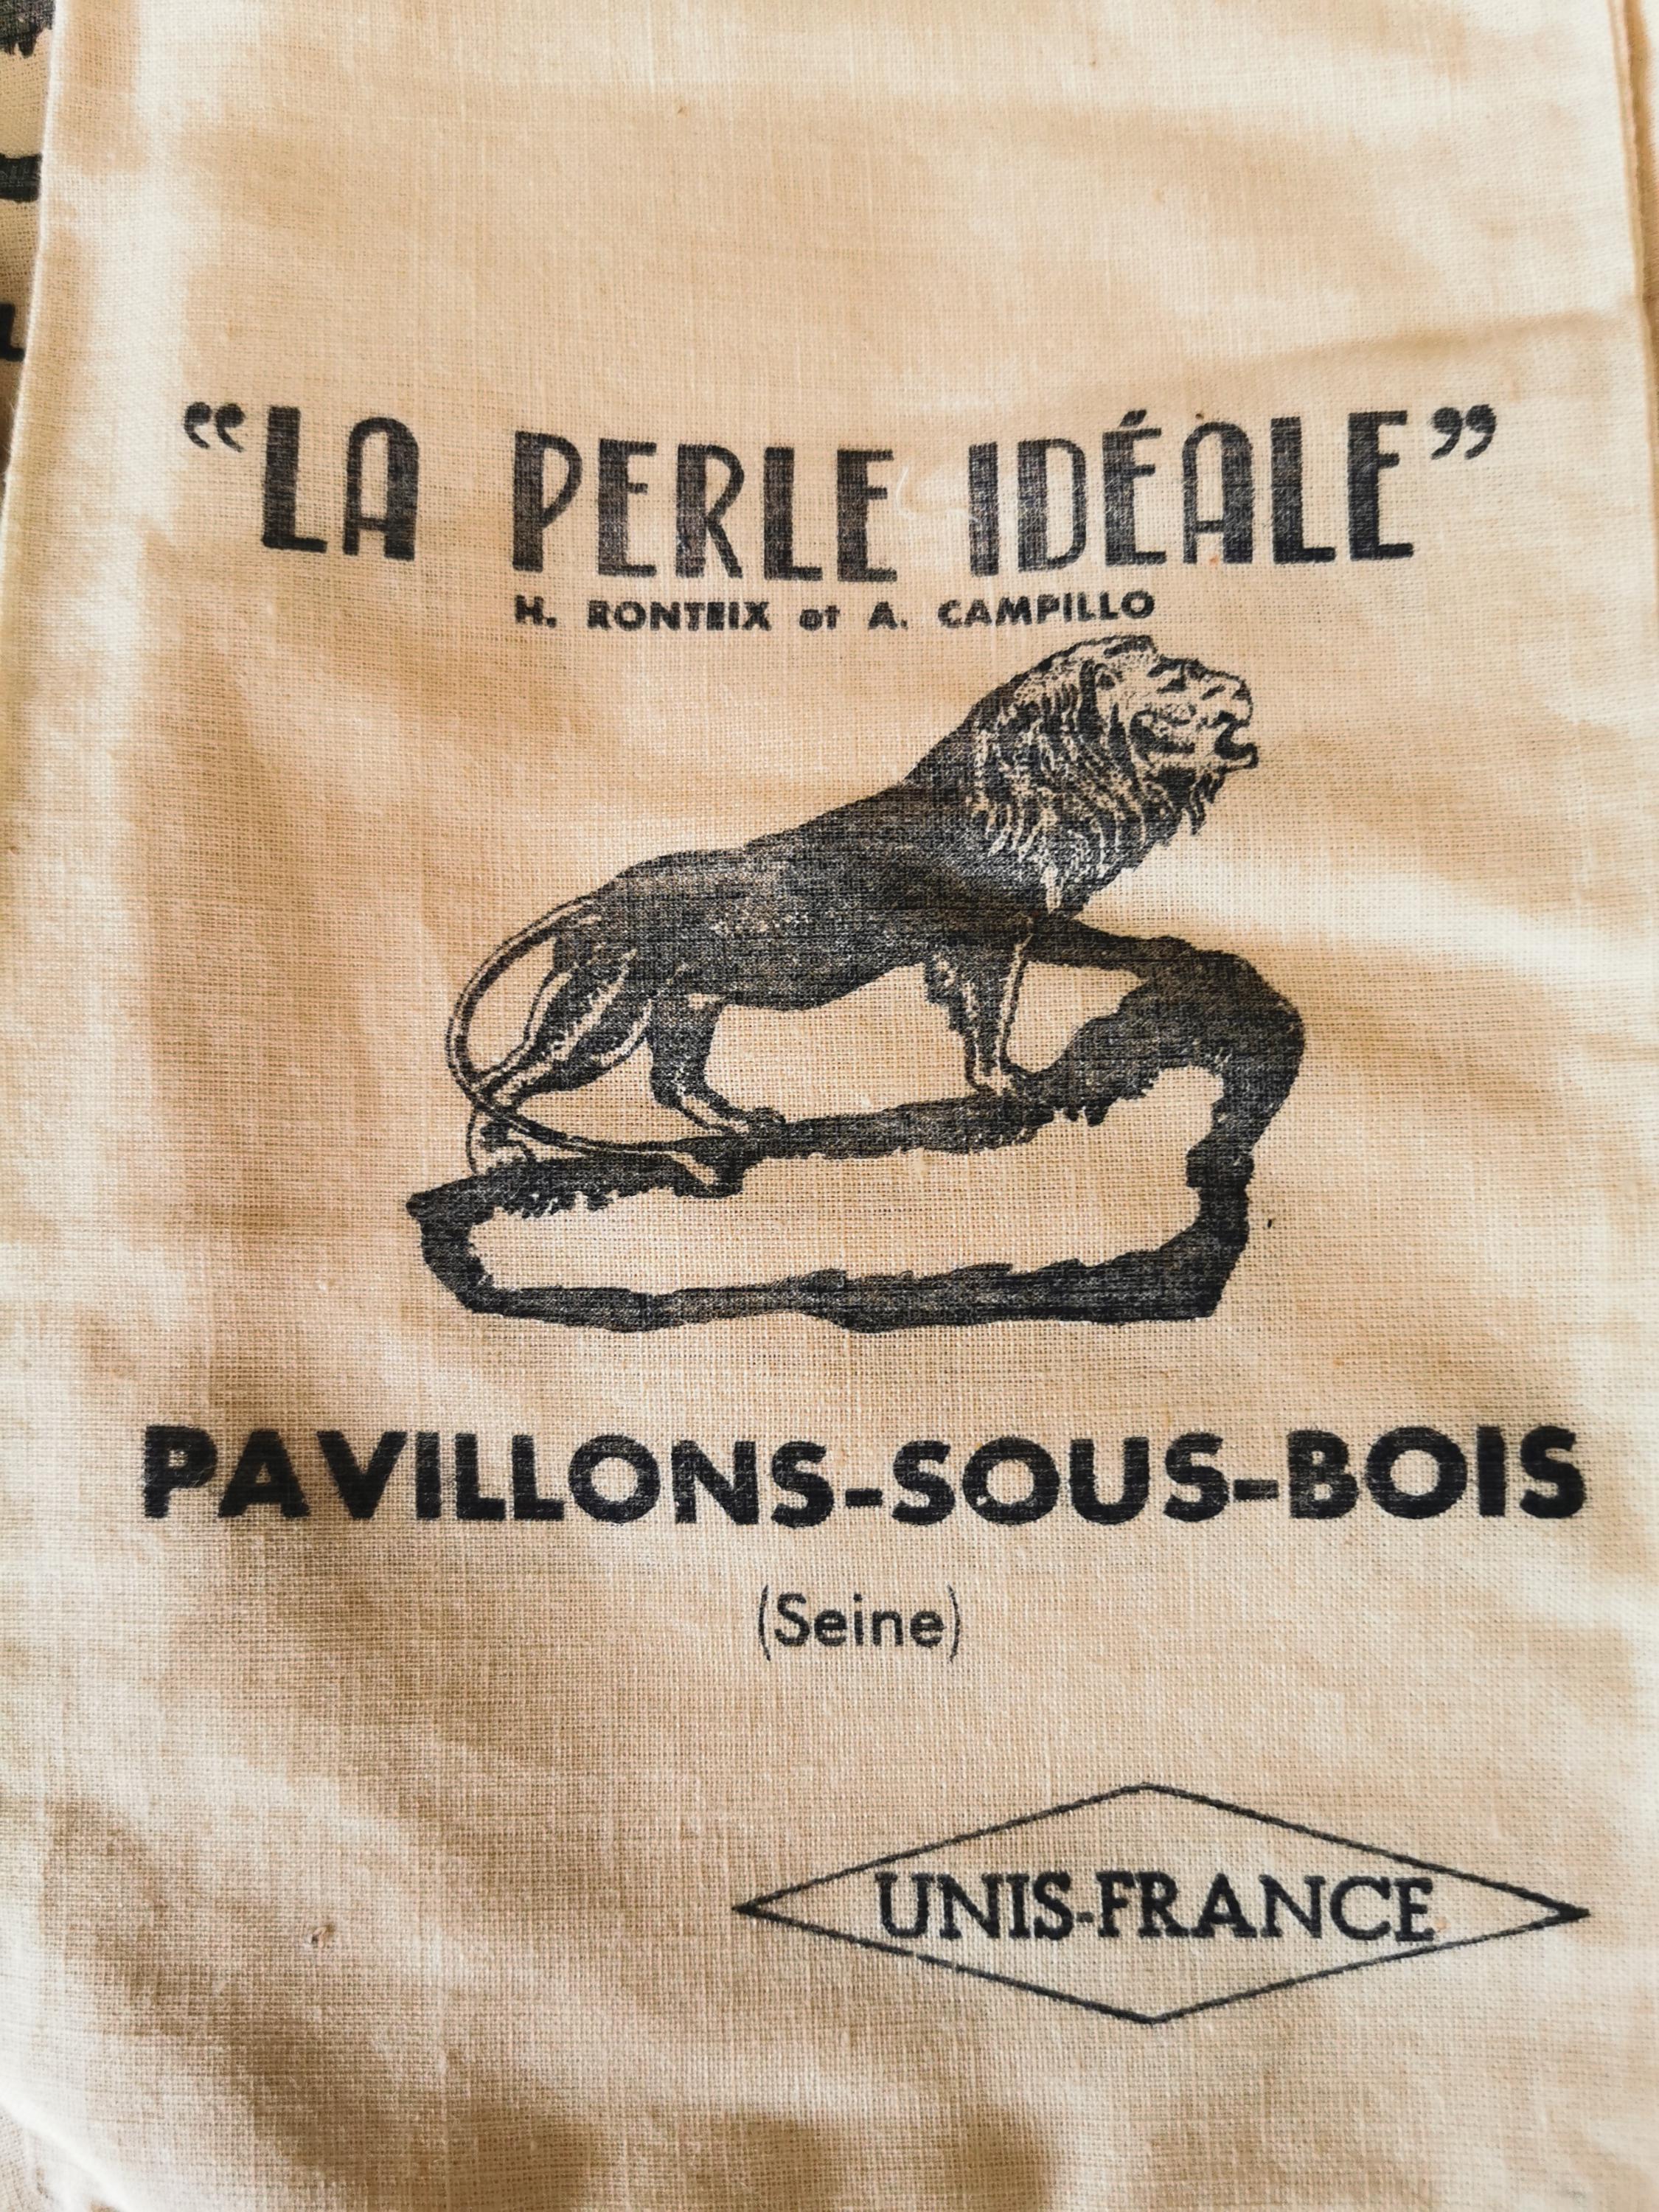 “LA PERLE IDÉALE”
H. RONTEIX et A. CAMPILLO
PAVILLONS-SOUS-BOIS
(Seine)
UNIS-FRANCE